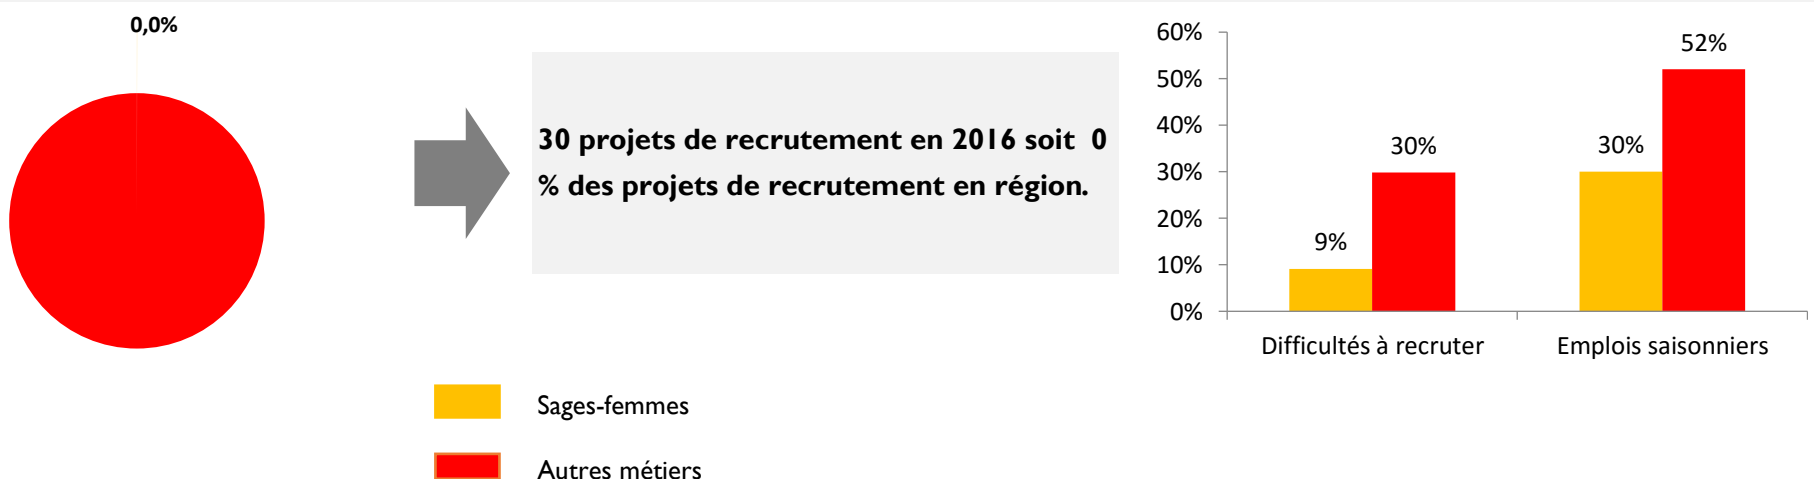 0,0%
30 projets de recrutement en 2016 soit 0
% des projets de recrutement en région.
60%
50%
40%
30%
20%
10%
0%
9%
30%
30%
52%
Difficultés à recruter
Emplois saisonniers
Sages-femmes
Autres métiers